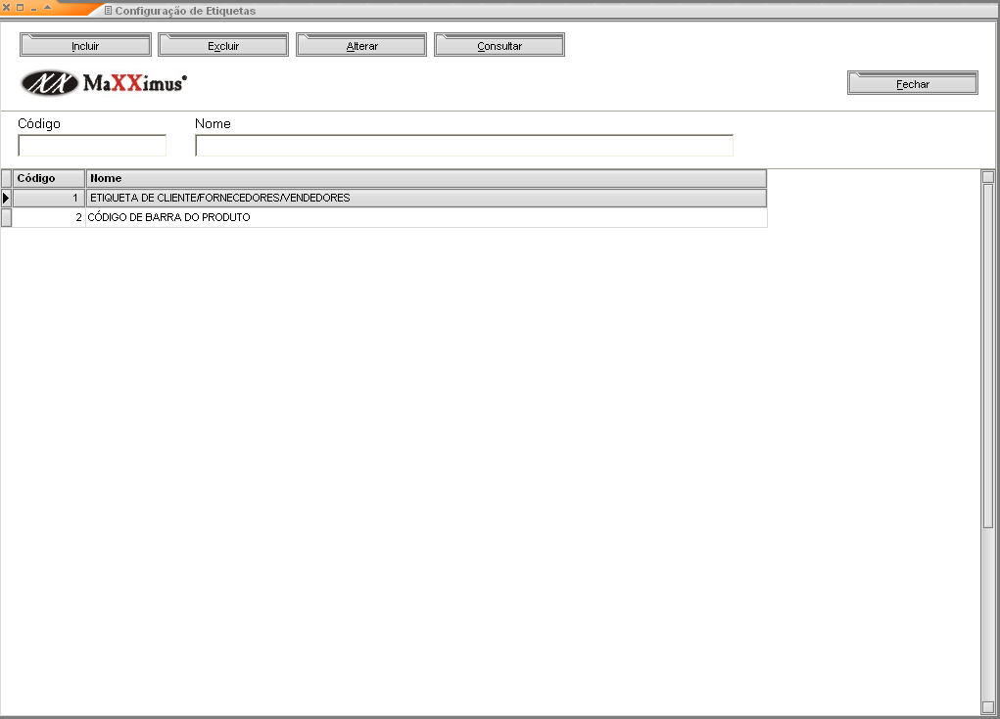 Configuração de Etiquetas
Incluir Excluir Alterar Consultar
MaXXimus
Fechar
Código Nome
Código Nome
1 ETIQUETA DE CLIENTE/FORNECEDORES/VENDEDORES
2 CÓDIGO DE BARRA DO PRODUTO